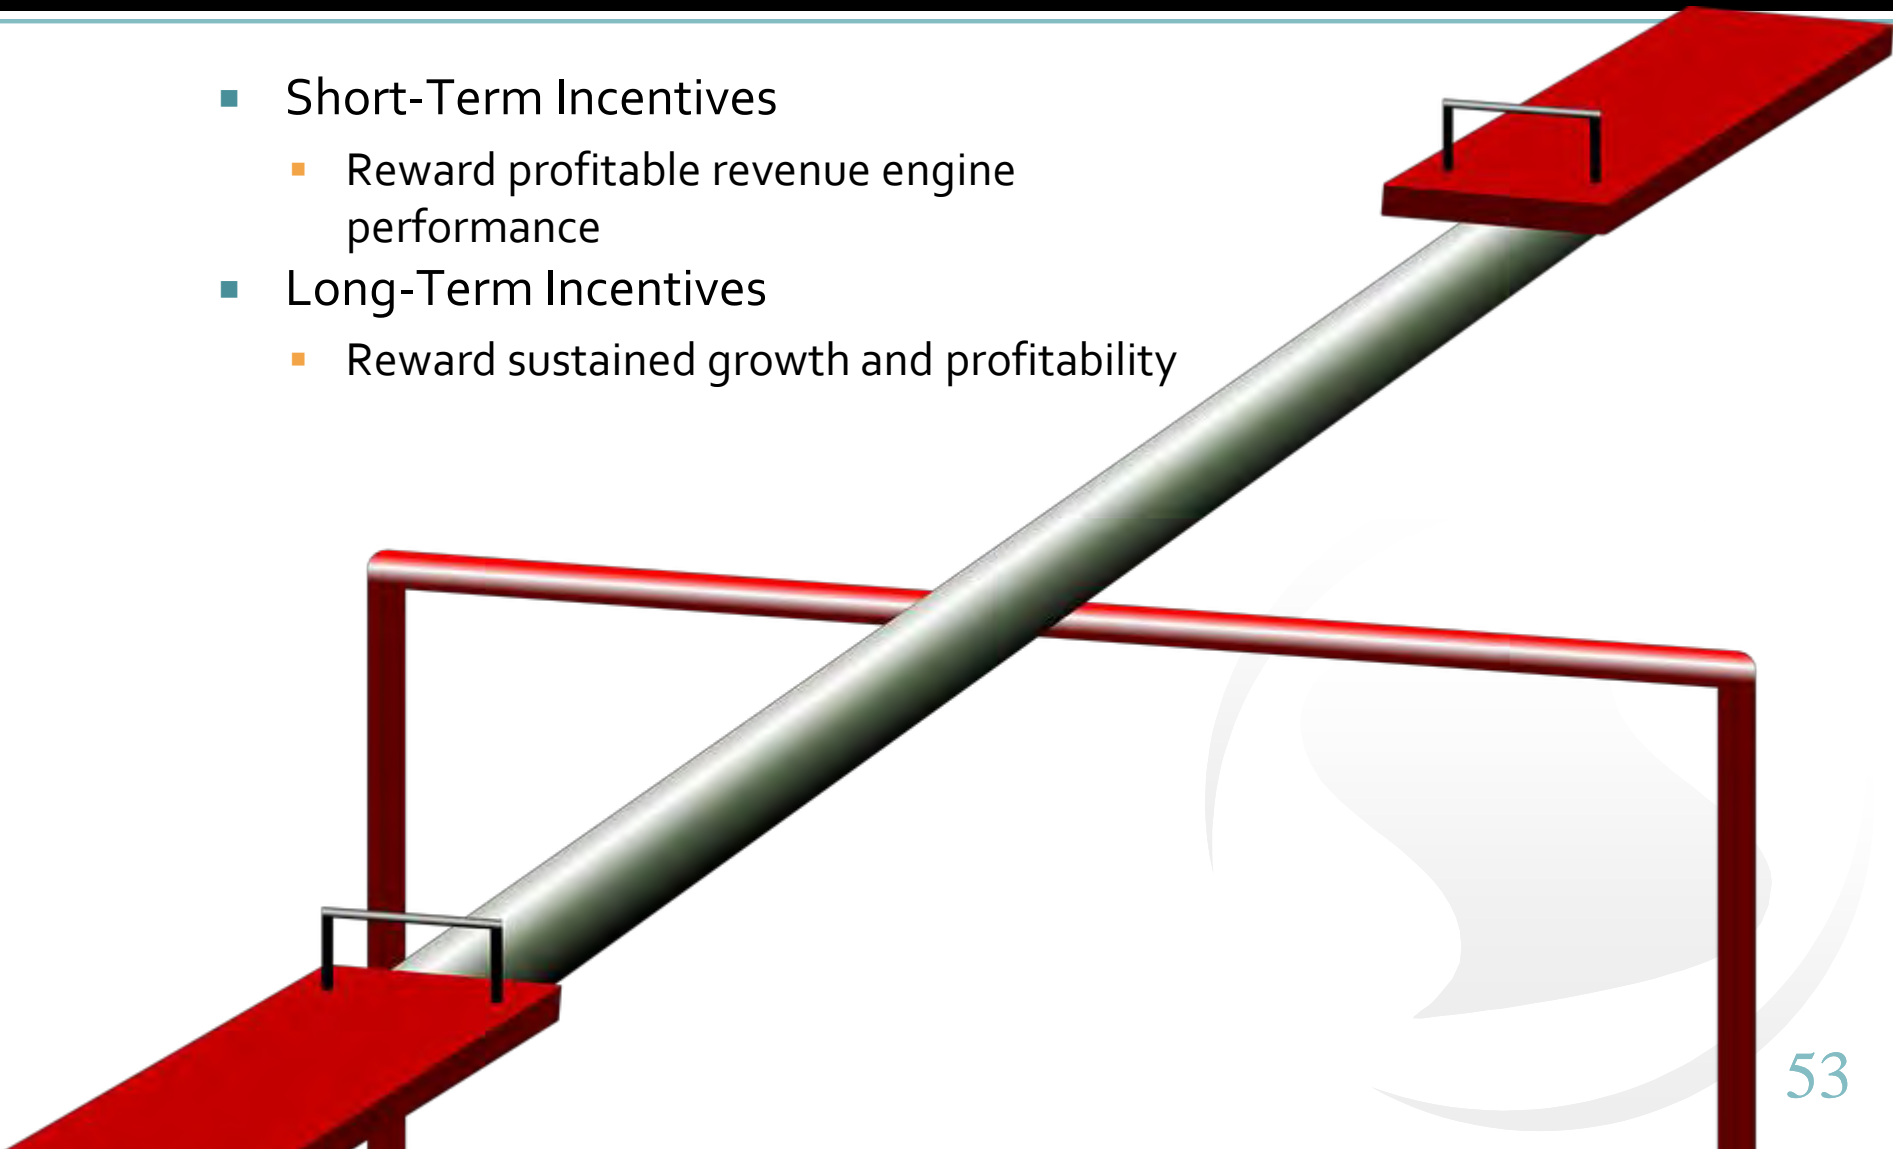 Short-Term Incentives
Reward profitable revenue engine
performance
Long-Term Incentives
Reward sustained growth and profitability
53